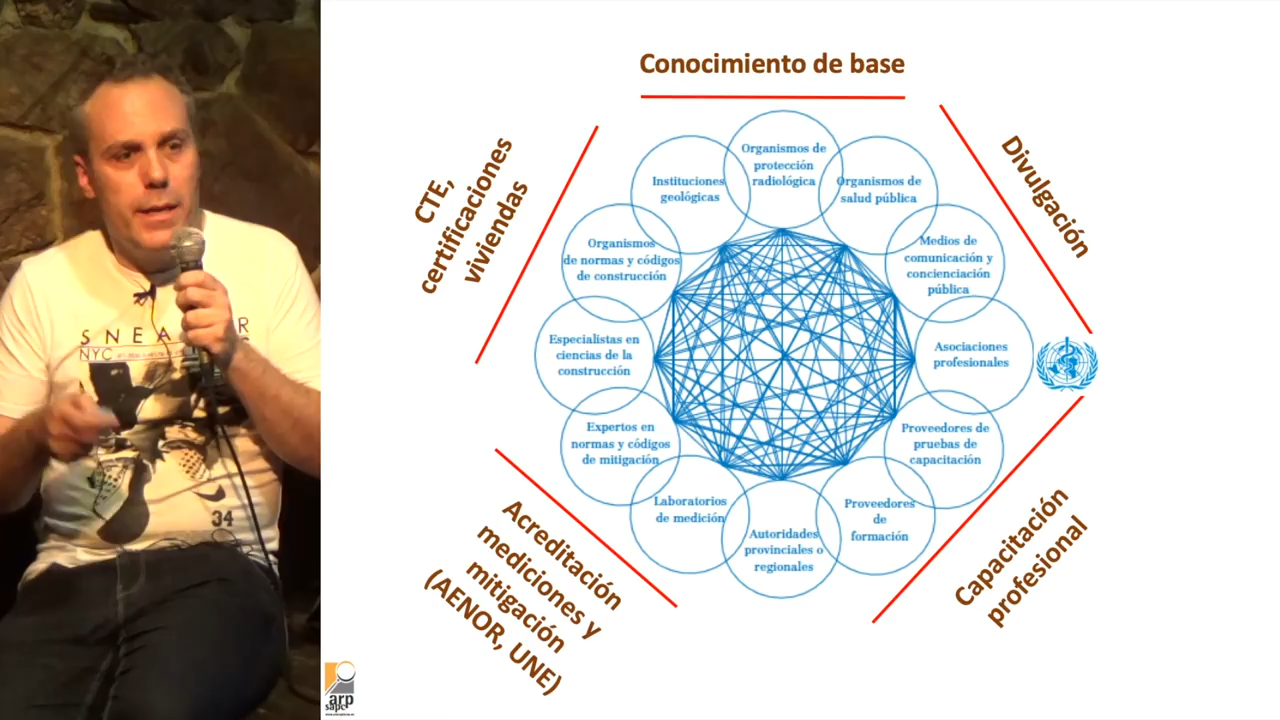 Conocimiento de base
CTE,
certificaciones
viviendas
Divulgación
Organismos de
protección
radiológica
Instituciones
geológicas
Organismos de
salud pública
Organismos
de normas y códigos
de construcción
Medios de
comunicación y
concienciación
pública
Especialistas en
ciencias de la
construcción
Asociaciones
profesionales
Expertos en
normas y códigos
de mitigación
Proveedores de
pruebas de
capacitación
Laboratorios
de medición
Autoridades
provinciales o
regionales
Proveedores
de
formación
Acreditación
mediciones y
mitigación
(AENOR, UNE)
Capacitación
profesional
SNEA R
NYC
34
arp
sapc